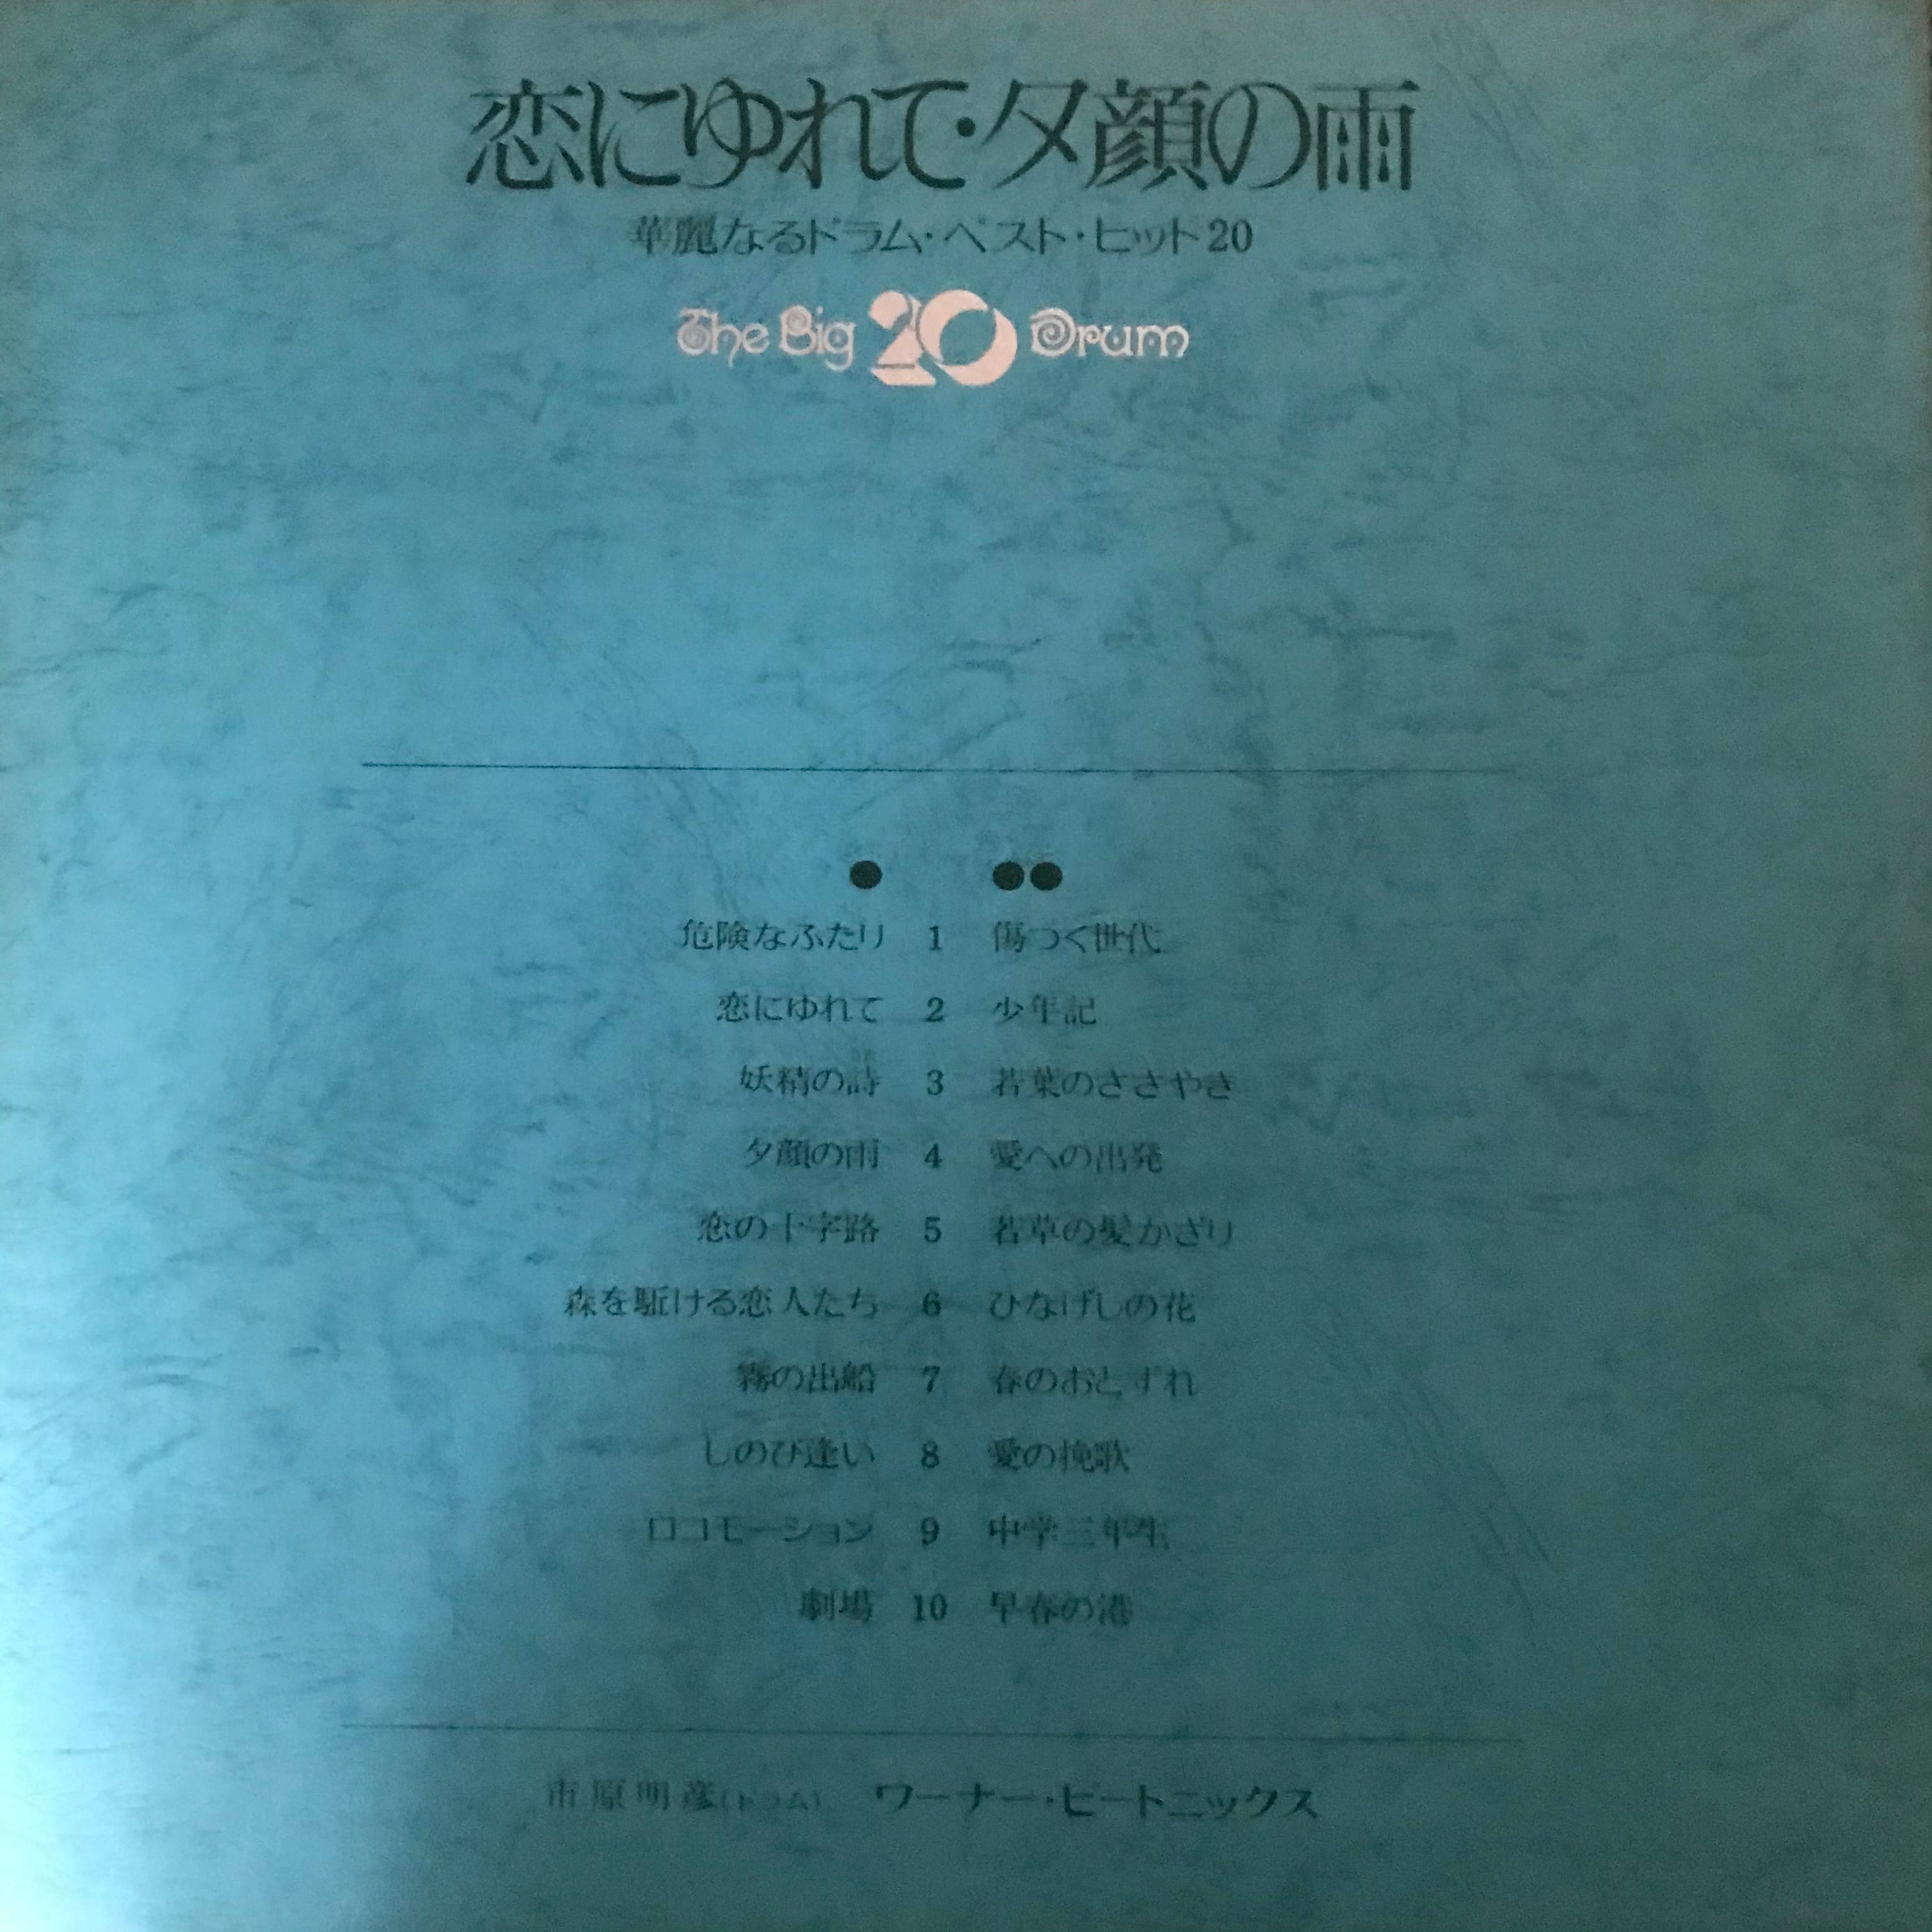 恋にゆれて・夕顔の雨
華麗なるドラム・ベスト・ヒット20
The Big 20 Drum
● ●●
危険なふたり 1 傷つく世代
恋にゆれて 2 少年記
うた
妖精の詩 3 若葉のささやき
夕顔の雨 4 愛への出発
恋の十字路 5 若草の髪かざり
森を駈ける恋人たち 6 ひなげしの花
霧の出船 7 春のおとずれ
しのび逢い 8 愛の挽歌
ロコモーション 9 中学三年生
劇場 10 早春の港
市原明彦(ドラム) ワーナー・ビートニックス